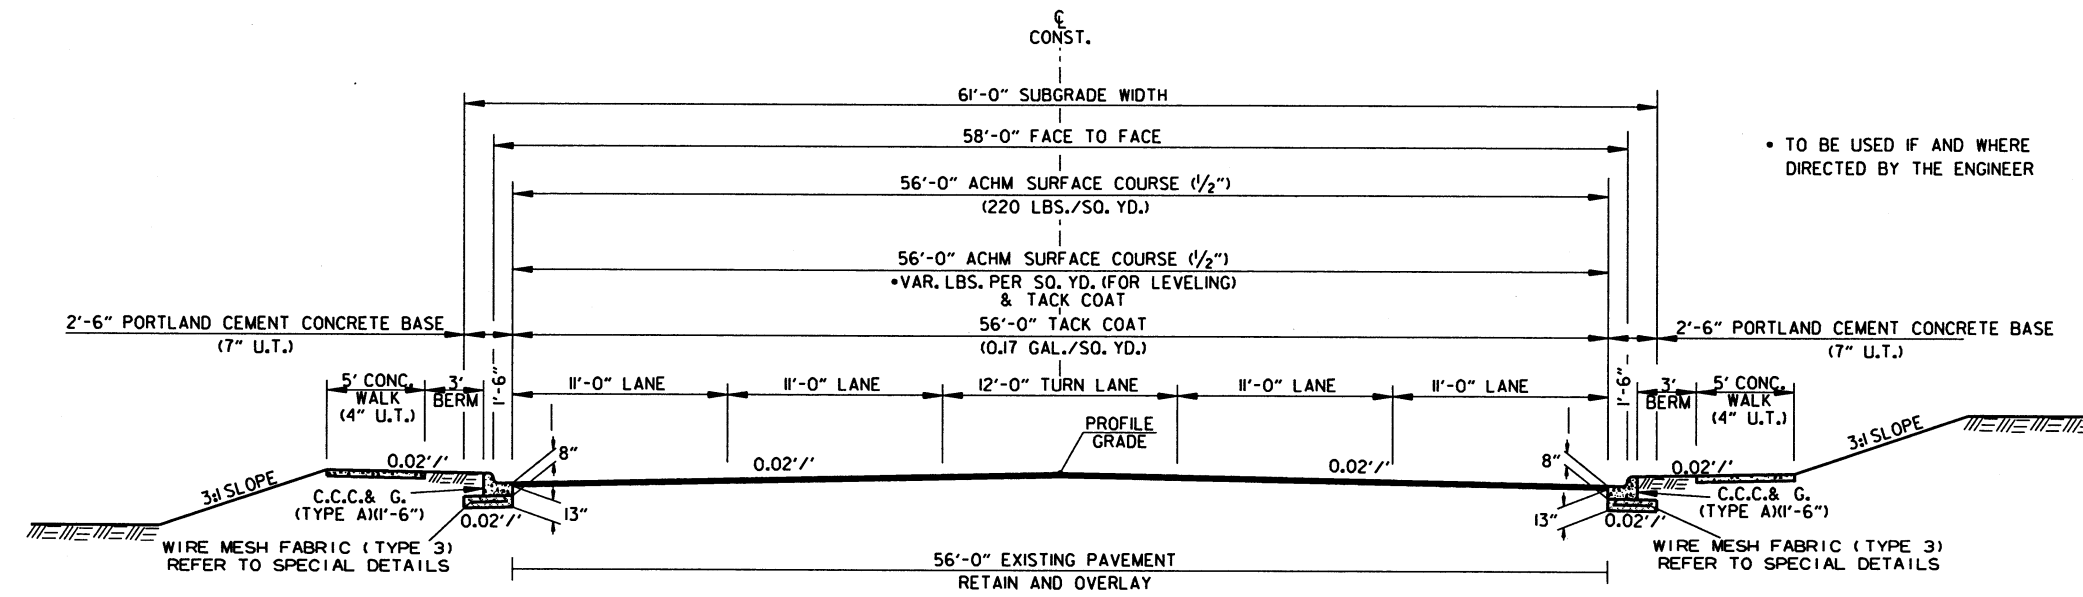 ℄
CONST.
61'-0" SUBGRADE WIDTH
58'-0" FACE TO FACE
• TO BE USED IF AND WHERE
DIRECTED BY THE ENGINEER
56'-0" ACHM SURFACE COURSE (1/2")
(220 LBS./SQ. YD.)
56'-0" ACHM SURFACE COURSE (1/2")
•VAR. LBS. PER SQ. YD. (FOR LEVELING)
& TACK COAT
2'-6" PORTLAND CEMENT CONCRETE BASE
(7" U.T.)
56'-0" TACK COAT
(0.17 GAL./SQ. YD.)
2'-6" PORTLAND CEMENT CONCRETE BASE
(7" U.T.)
5' CONC.
WALK
(4" U.T.)
3'
BERM
1'-6"
11'-0" LANE
11'-0" LANE
12'-0" TURN LANE
11'-0" LANE
11'-0" LANE
1'-6"
3'
BERM
5' CONC.
WALK
(4" U.T.)
PROFILE
GRADE
3:1 SLOPE
0.02'/'
8"
0.02'/'
0.02'/'
8"
0.02'/'
3:1 SLOPE
C.C.C.& G.
(TYPE A)(1'-6")
0.02'/'
13"
13"
0.02'/'
C.C.C.& G.
(TYPE A)(1'-6")
WIRE MESH FABRIC (TYPE 3)
REFER TO SPECIAL DETAILS
56'-0" EXISTING PAVEMENT
RETAIN AND OVERLAY
WIRE MESH FABRIC (TYPE 3)
REFER TO SPECIAL DETAILS